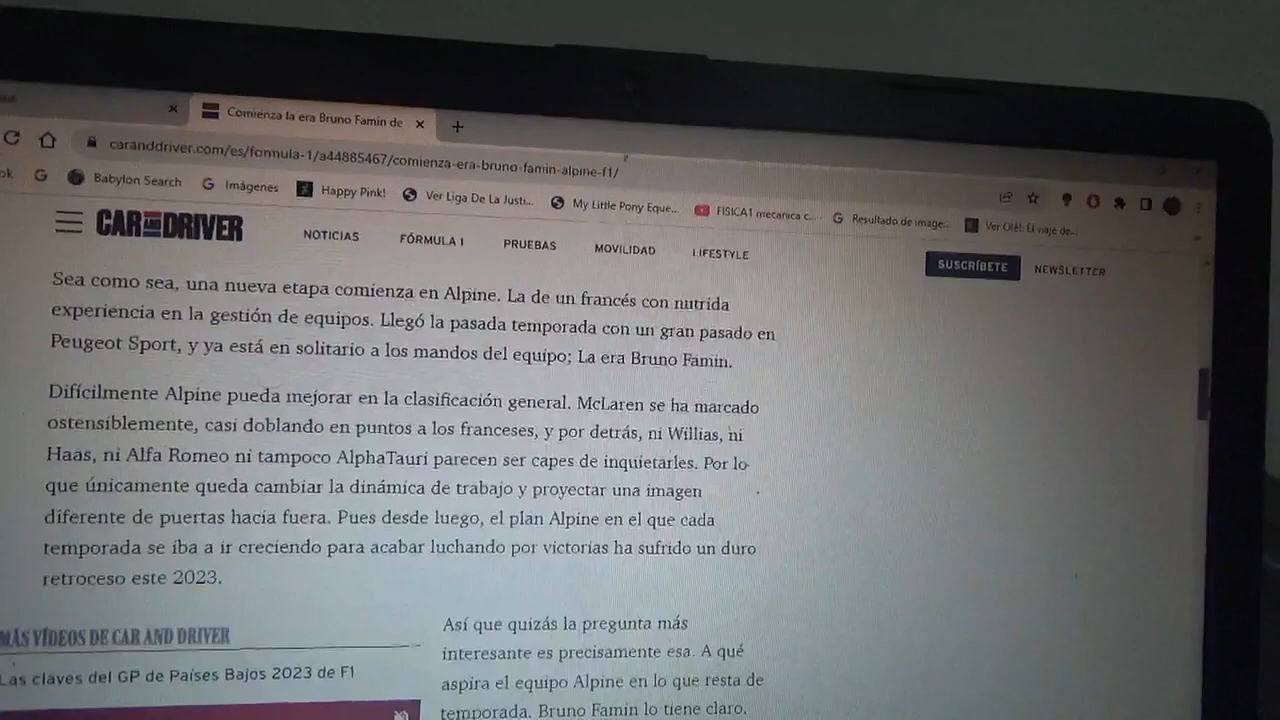 Comienza la era Bruno Famin de
caranddriver.com/es/formula-1/a44885467/comienza-era-bruno-famin-alpine-f1/
ok Babylon Search Imágenes Happy Pink! Ver Liga De La Justi... My Little Pony Eque... FISICA1 mecanica c... Resultado de image... Ver Olé!: El viaje de...
CAR AND DRIVER NOTICIAS FÓRMULA 1 PRUEBAS MOVILIDAD LIFESTYLE SUSCRÍBETE NEWSLETTER
Sea como sea, una nueva etapa comienza en Alpine. La de un francés con nutrida
experiencia en la gestión de equipos. Llegó la pasada temporada con un gran pasado en
Peugeot Sport, y ya está en solitario a los mandos del equipo; La era Bruno Famin.
Difícilmente Alpine pueda mejorar en la clasificación general. McLaren se ha marcado
ostensiblemente, casi doblando en puntos a los franceses, y por detrás, ni Willias, ni
Haas, ni Alfa Romeo ni tampoco AlphaTauri parecen ser capes de inquietarles. Por lo
que únicamente queda cambiar la dinámica de trabajo y proyectar una imagen
diferente de puertas hacia fuera. Pues desde luego, el plan Alpine en el que cada
temporada se iba a ir creciendo para acabar luchando por victorias ha sufrido un duro
retroceso este 2023.
MÁS VÍDEOS DE CAR AND DRIVER
Las claves del GP de Países Bajos 2023 de F1
Así que quizás la pregunta más
interesante es precisamente esa. A qué
aspira el equipo Alpine en lo que resta de
temporada. Bruno Famin lo tiene claro.